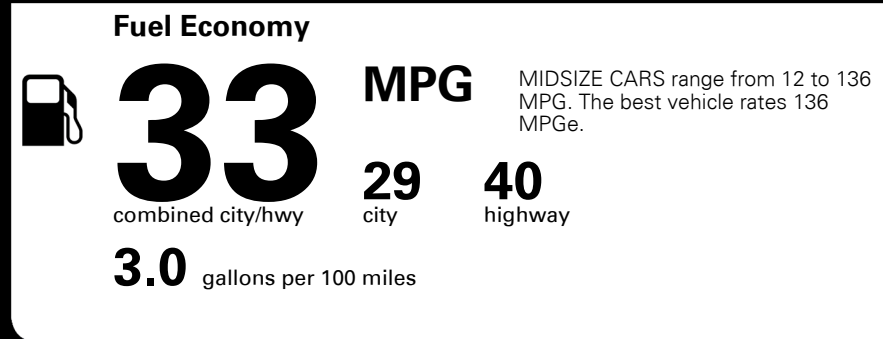 Fuel Economy
33
MPG
MIDSIZE CARS range from 12 to 136
MPG. The best vehicle rates 136
MPGe.
combined city/hwy
29
city
40
highway
3.0 gallons per 100 miles